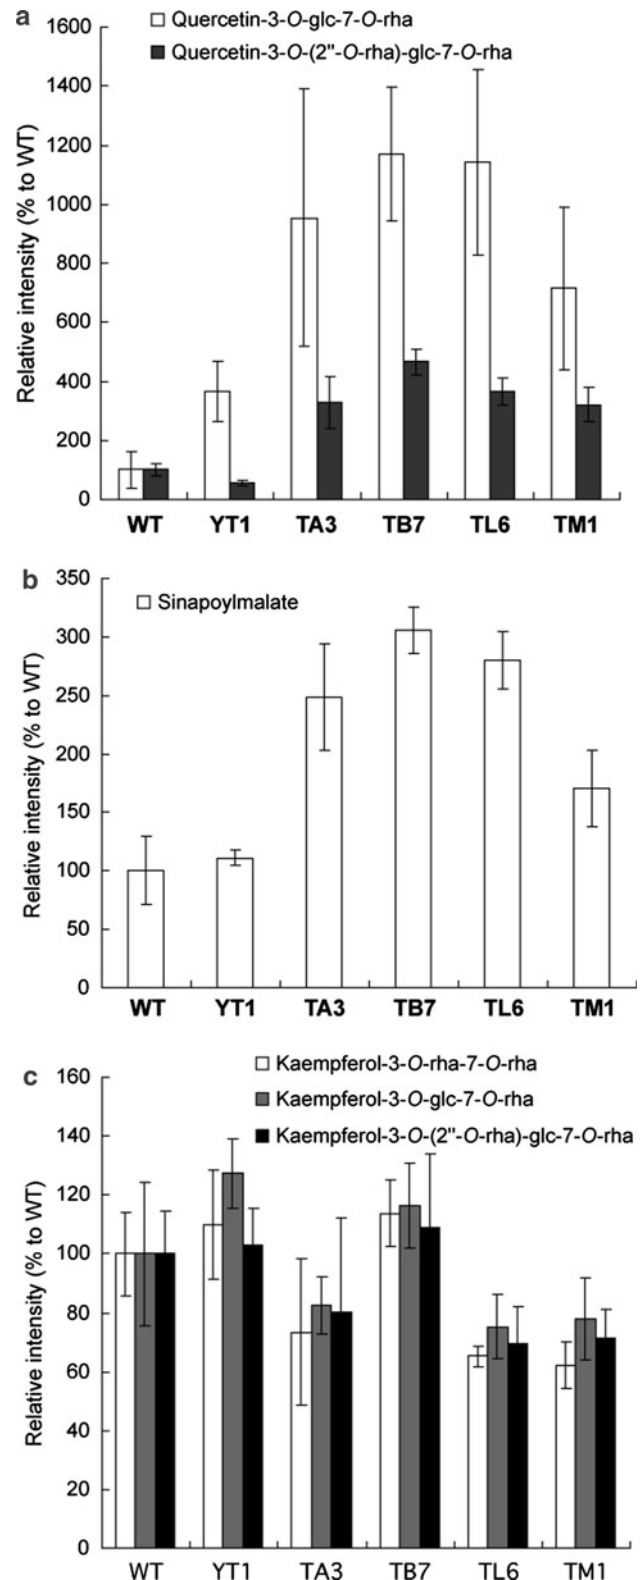 a
Quercetin-3-O-glc-7-O-rha
Quercetin-3-O-(2"-O-rha)-glc-7-O-rha
Relative intensity (% to WT)
1600
1400
1200
1000
800
600
400
200
0
WT YT1 TA3 TB7 TL6 TM1
b
Sinapoylmalate
Relative intensity (% to WT)
350
300
250
200
150
100
50
0
WT YT1 TA3 TB7 TL6 TM1
c
Kaempferol-3-O-rha-7-O-rha
Kaempferol-3-O-glc-7-O-rha
Kaempferol-3-O-(2"-O-rha)-glc-7-O-rha
Relative intensity (% to WT)
160
140
120
100
80
60
40
20
0
WT YT1 TA3 TB7 TL6 TM1